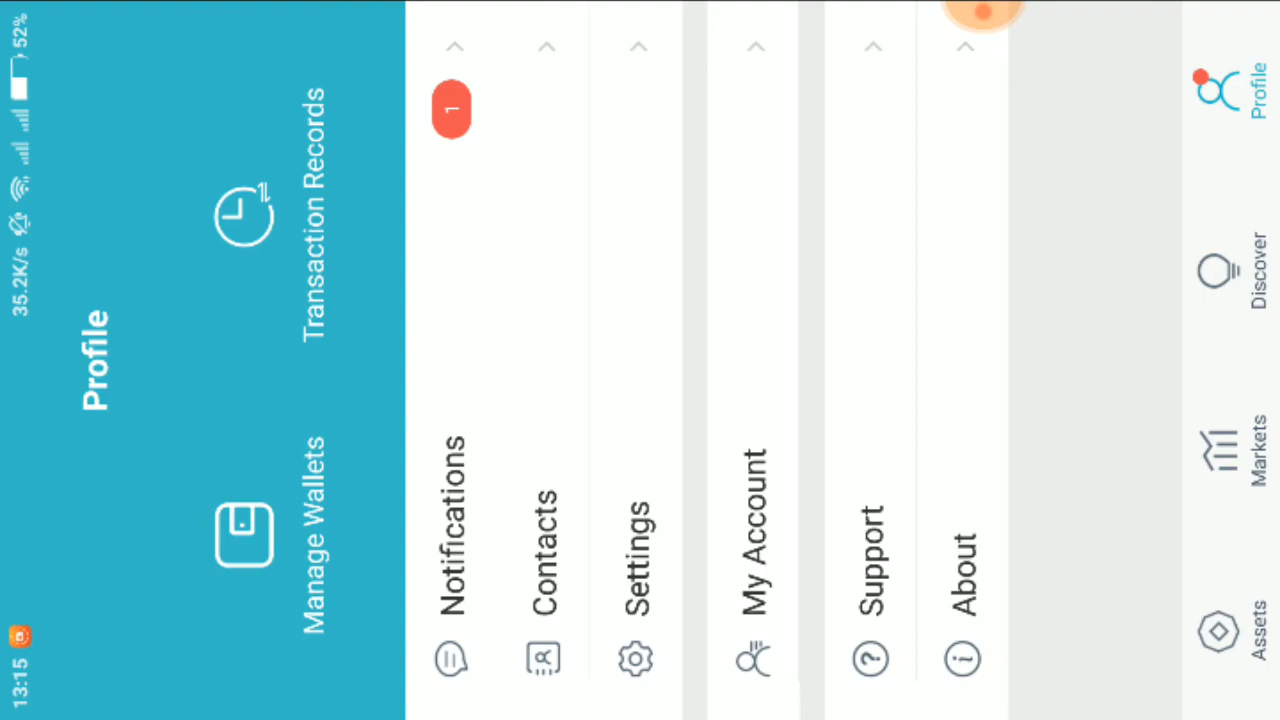 13:15 35.2K/s 52%
Profile
Manage Wallets Transaction Records
Notifications 1
Contacts
Settings
My Account
Support
About
Assets Markets Discover Profile